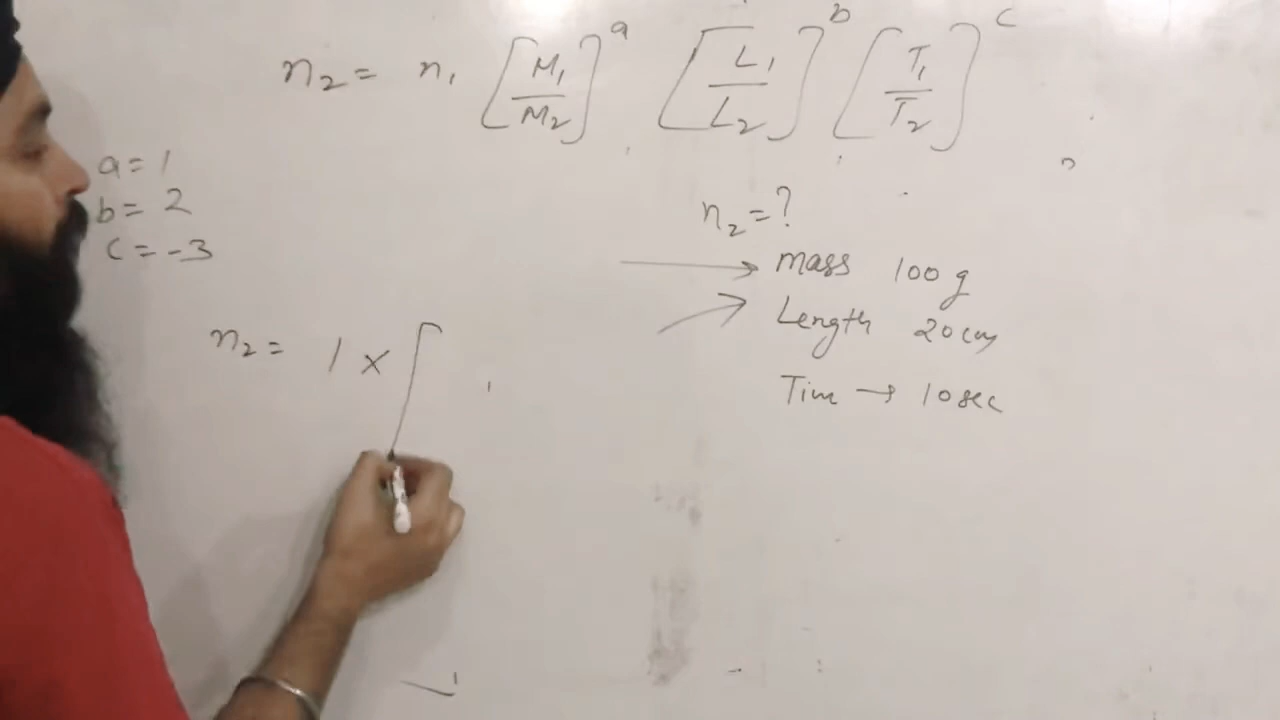 n₂ = n₁ [M₁/M₂]ᵃ [L₁/L₂]ᵇ [T₁/T₂]ᶜ
a = 1
b = 2
c = -3
n₂ = ?
mass 100 g
Length 20 cm
Tim → 10 sec
n₂ = 1 × [